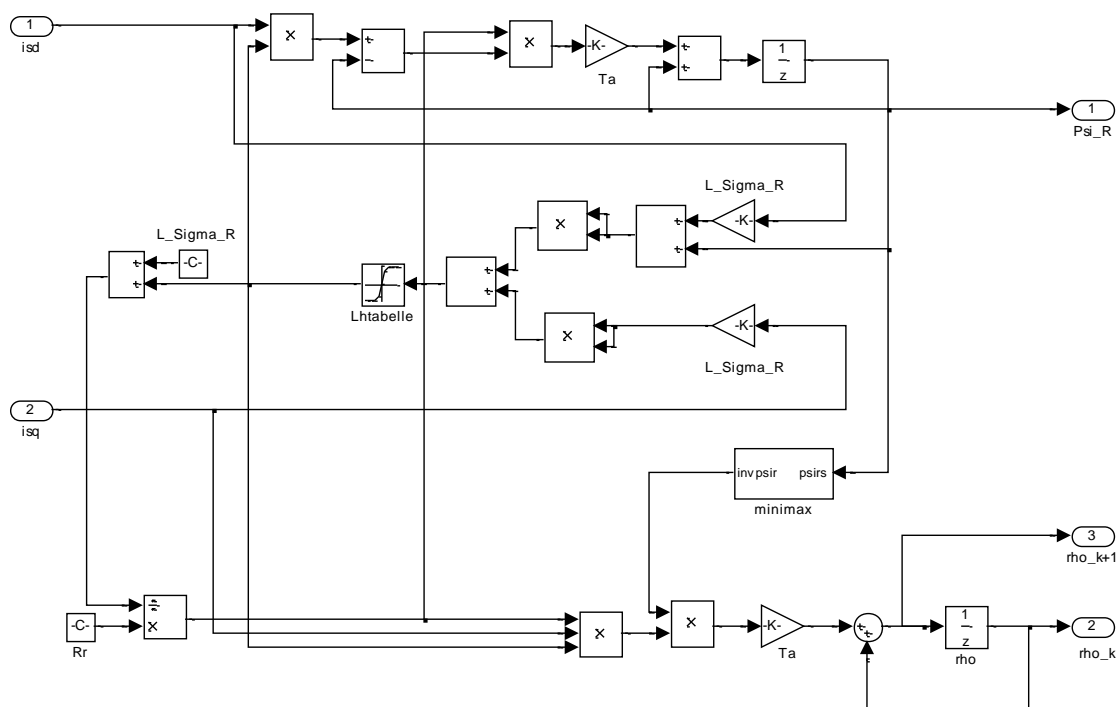 1
isd
-K-
Ta
1
z
1
Psi_R
L_Sigma_R
-K-
L_Sigma_R
-C-
Lhtabelle
-K-
L_Sigma_R
2
isq
invpsir psirs
minimax
3
rho_k+1
-C-
Rr
-K-
Ta
1
z
rho
2
rho_k